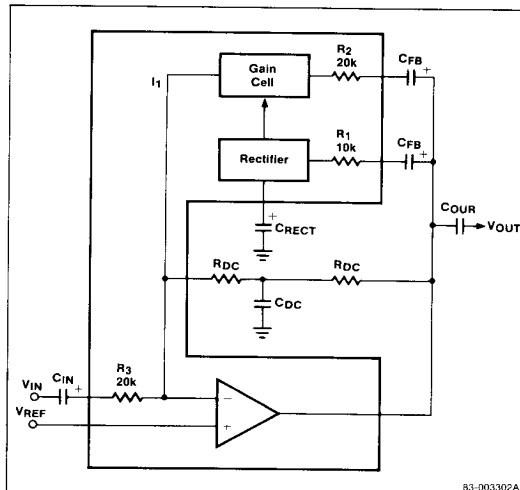 R2
20k
CFB
+
Gain
Cell
I1
R1
10k
CFB
+
Rectifier
+
CRECT
COUR
VOUT
RDC
RDC
CDC
CIN
R3
20k
VIN
+
VREF
−
+
83-003302A